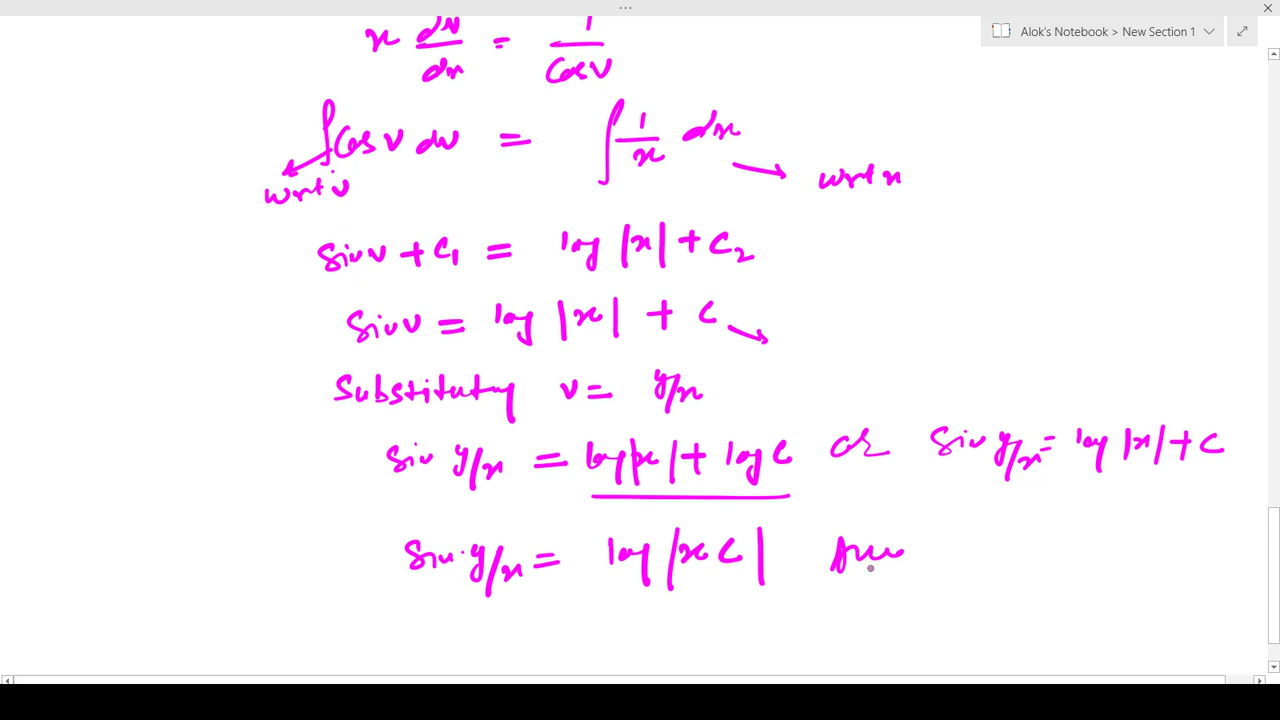 ...
Alok's Notebook > New Section 1
x dv/dx = 1/cos v
∫cos v dv = ∫ 1/x dx
wrt v wrt x
sin v + C₁ = log |x| + C₂
sin v = log |x| + C
Substituting v = y/x
sin y/x = log|x| + log C or sin y/x = log |x| + C
sin y/x = log |x C| Ans